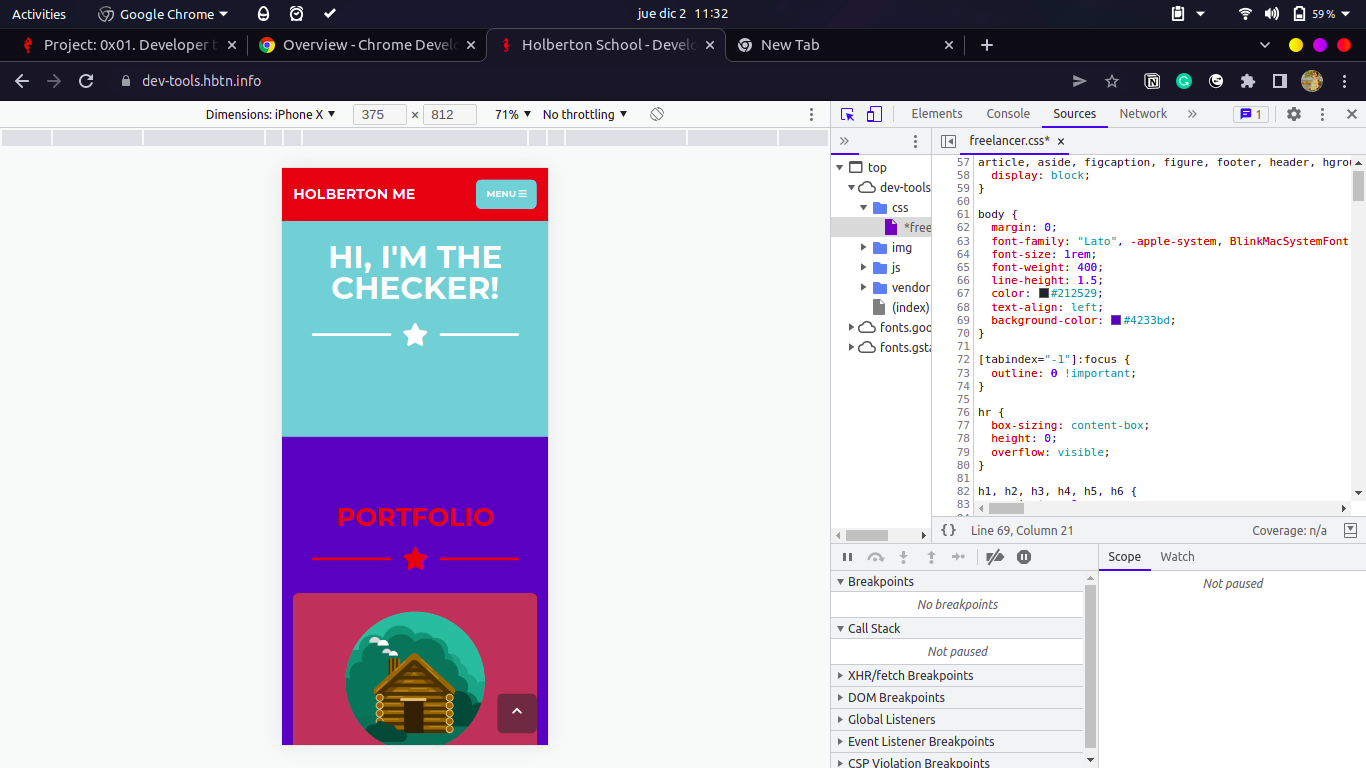 Activities Google Chrome jue dic 2 11:32 59 %
Project: 0x01. Developer t Overview - Chrome Devel Holberton School - Devel New Tab
dev-tools.hbtn.info
Dimensions: iPhone X 375 × 812 71% No throttling
Elements Console Sources Network 1
freelancer.css*
top
dev-tools
css
*free
img
js
vendor
(index)
fonts.goo
fonts.gsta
HOLBERTON ME
MENU
HI, I'M THE
CHECKER!
PORTFOLIO
57 article, aside, figcaption, figure, footer, header, hgrou
58 display: block;
59 }
60
61 body {
62 margin: 0;
63 font-family: "Lato", -apple-system, BlinkMacSystemFont
64 font-size: 1rem;
65 font-weight: 400;
66 line-height: 1.5;
67 color: #212529;
68 text-align: left;
69 background-color: #4233bd;
70 }
71
72 [tabindex="-1"]:focus {
73 outline: 0 !important;
74 }
75
76 hr {
77 box-sizing: content-box;
78 height: 0;
79 overflow: visible;
80 }
81
82 h1, h2, h3, h4, h5, h6 {
83
{} Line 69, Column 21 Coverage: n/a
Breakpoints
No breakpoints
Call Stack
Not paused
XHR/fetch Breakpoints
DOM Breakpoints
Global Listeners
Event Listener Breakpoints
CSP Violation Breakpoints
Scope Watch
Not paused